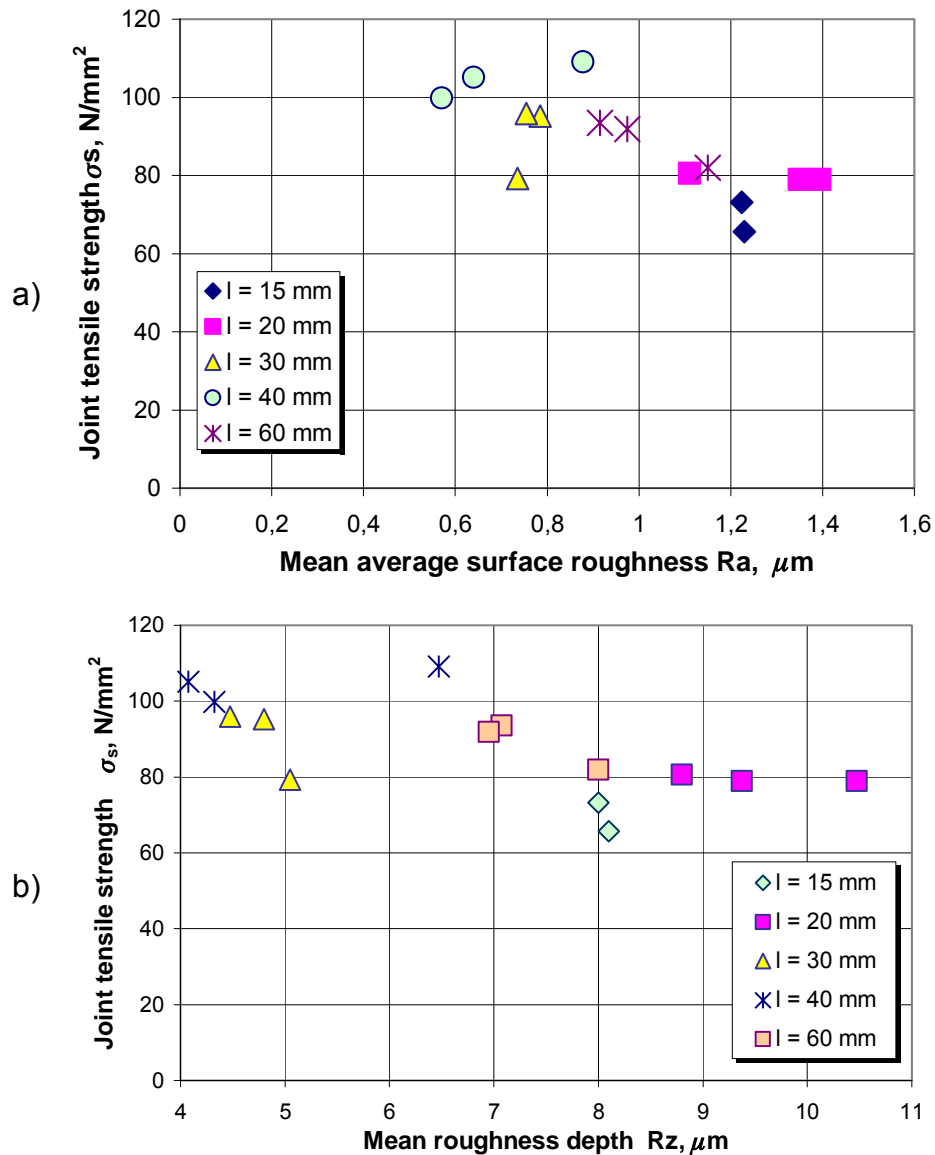 a)
Joint tensile strength σs, N/mm²
120
100
80
60
40
20
0
l = 15 mm
l = 20 mm
l = 30 mm
l = 40 mm
l = 60 mm
0 0,2 0,4 0,6 0,8 1 1,2 1,4 1,6
Mean average surface roughness Ra, μm
b)
Joint tensile strength σs, N/mm²
120
100
80
60
40
20
0
l = 15 mm
l = 20 mm
l = 30 mm
l = 40 mm
l = 60 mm
4 5 6 7 8 9 10 11
Mean roughness depth Rz, μm